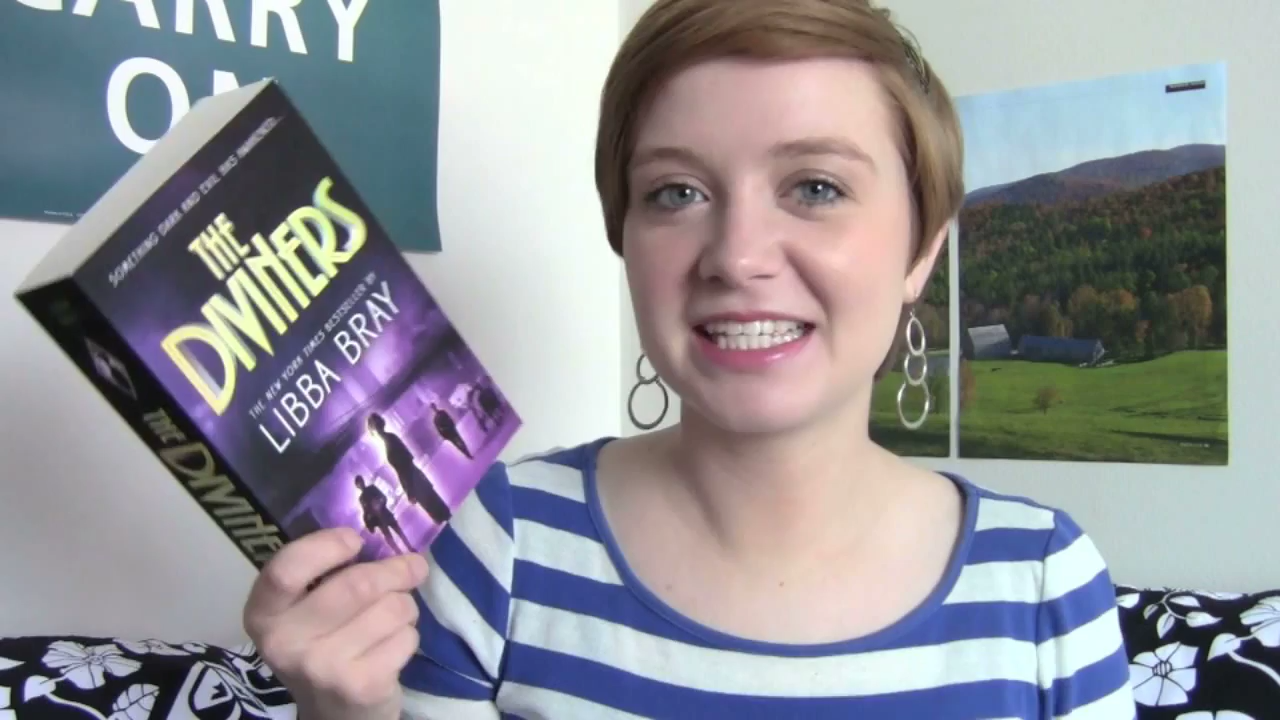 CARRY
ON
SOMETHING DARK AND EVIL HAS AWAKENED...
THE
DIVINERS
THE NEW YORK TIMES BESTSELLER BY
LIBBA BRAY
THE DIVINERS